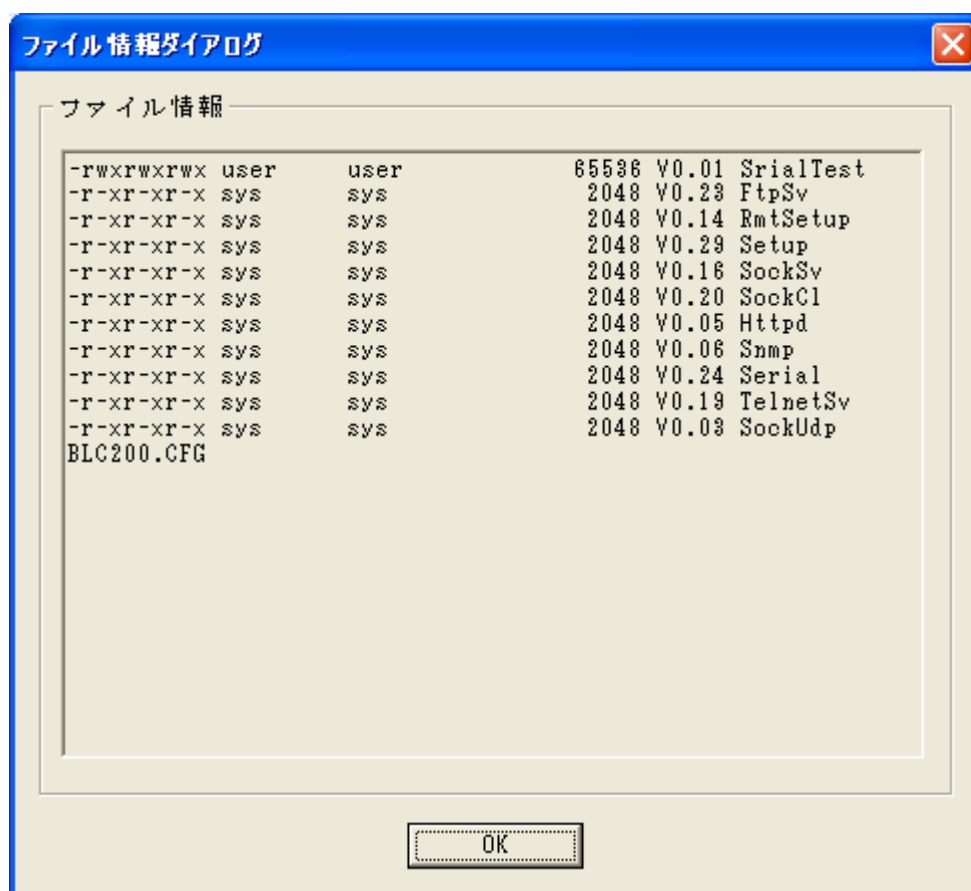 ファイル情報ダイアログ
ファイル情報
-rwxrwxrwx user user 65536 V0.01 SrialTest
-r-xr-xr-x sys sys 2048 V0.23 FtpSv
-r-xr-xr-x sys sys 2048 V0.14 RmtSetup
-r-xr-xr-x sys sys 2048 V0.29 Setup
-r-xr-xr-x sys sys 2048 V0.16 SockSv
-r-xr-xr-x sys sys 2048 V0.20 SockCl
-r-xr-xr-x sys sys 2048 V0.05 Httpd
-r-xr-xr-x sys sys 2048 V0.06 Snmp
-r-xr-xr-x sys sys 2048 V0.24 Serial
-r-xr-xr-x sys sys 2048 V0.19 TelnetSv
-r-xr-xr-x sys sys 2048 V0.03 SockUdp
BLC200.CFG
OK